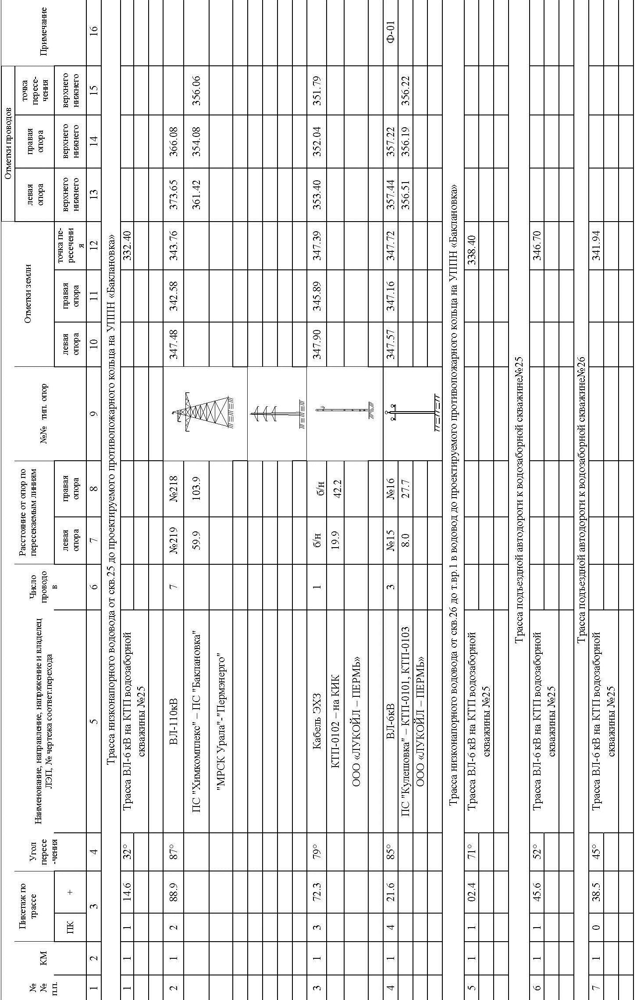 №
№
п.п.
КМ
Пикетаж по
трассе
ПК
+
Угол
пересе
-чения
Наименование, направление, напряжение и владелец
ЛЭП, № чертежа соответ.перехода
Число
проводо
в
Расстояние от опор по
пересекаемым линиям
левая
опора
правая
опора
№№ тип. опор
Отметки земли
левая
опора
правая
опора
точка пе-
ресечени
я
Отметки проводов
левая
опора
правая
опора
точка
пересе-
чения
верхнего
нижнего
верхнего
нижнего
верхнего
нижнего
Примечание
1 2 3 4 5 6 7 8 9 10 11 12 13 14 15 16
Трасса низконапорного водовода от скв.25 до проектируемого противопожарного кольца на УППН «Баклановка»
1 1 1 14.6 32° Трасса ВЛ-6 кВ на КТП водозаборной 332.40
скважины №25
2 1 2 88.9 87° ВЛ-110кВ 7 №219 №218 347.48 342.58 343.76 373.65 366.08
ПС "Химкомплекс" – ПС "Баклановка" 59.9 103.9 361.42 354.08 356.06
"МРСК Урала"-"Пермэнерго"
3 1 3 72.3 79° Кабель ЭХЗ 1 б/н б/н 347.90 345.89 347.39 353.40 352.04 351.79
КТП-0102 – на КИК 19.9 42.2
ООО «ЛУКОЙЛ – ПЕРМЬ»
4 1 4 21.6 85° ВЛ-6кВ 3 №15 №16 347.57 347.16 347.72 357.44 357.22 Ф-01
ПС "Кулешовка" – КТП-0101, КТП-0103 8.0 27.7 356.51 356.19 356.22
ООО «ЛУКОЙЛ – ПЕРМЬ»
Трасса низконапорного водовода от скв.26 до т.вр.1 в водовод до проектируемого противопожарного кольца на УППН «Баклановка»
5 1 1 02.4 71° Трасса ВЛ-6 кВ на КТП водозаборной 338.40
скважины №25
Трасса подъездной автодороги к водозаборной скважине№25
6 1 1 45.6 52° Трасса ВЛ-6 кВ на КТП водозаборной 346.70
скважины №25
Трасса подъездной автодороги к водозаборной скважине№26
7 1 0 38.5 45° Трасса ВЛ-6 кВ на КТП водозаборной 341.94
скважины №25